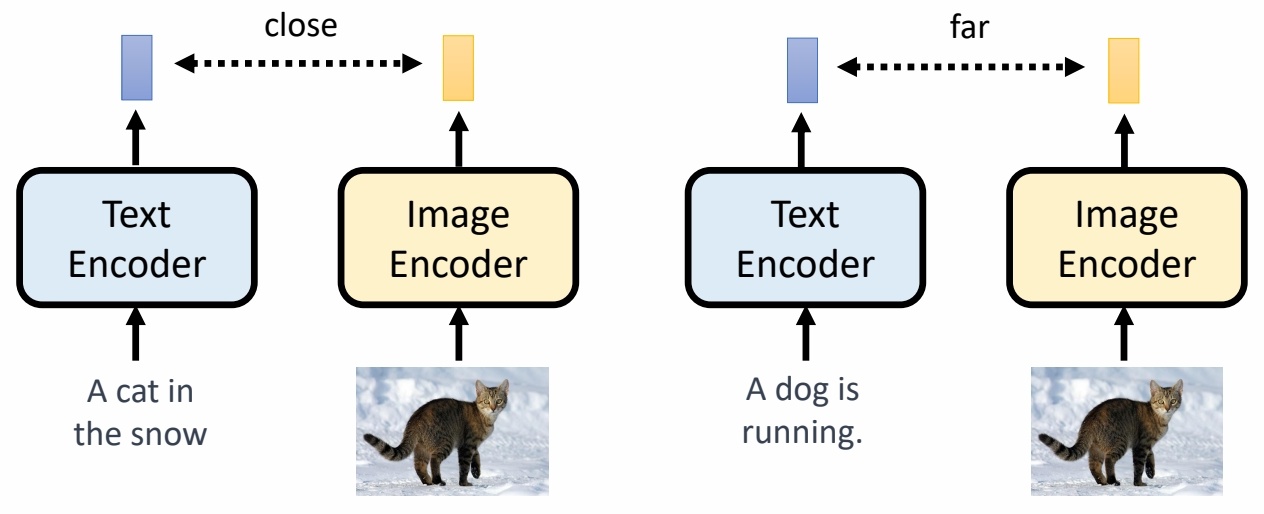 close
Text
Encoder
Image
Encoder
A cat in
the snow
far
Text
Encoder
Image
Encoder
A dog is
running.